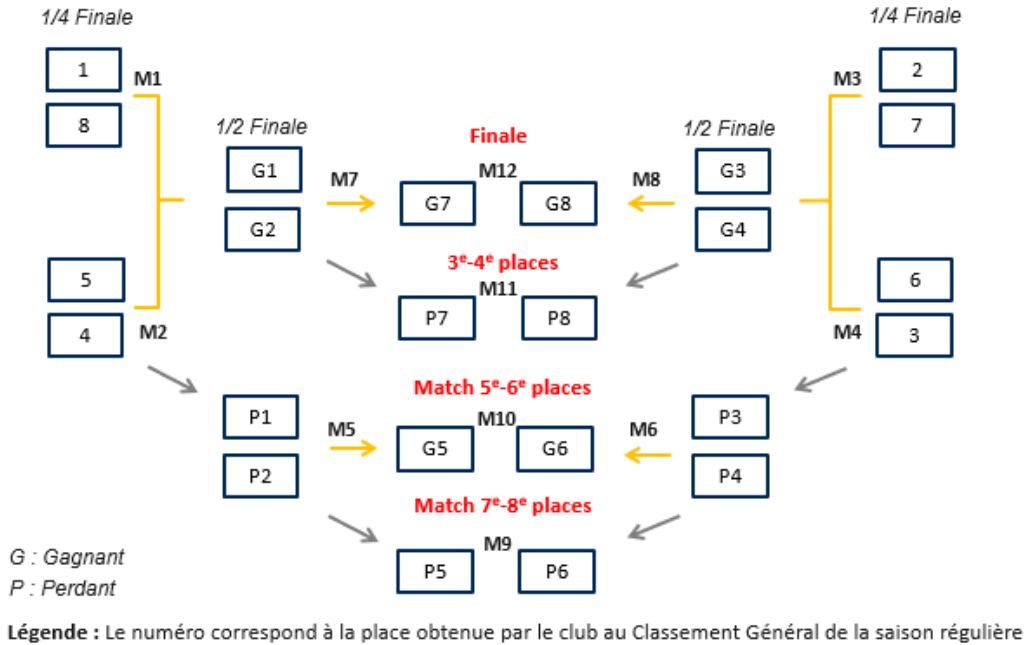 1/4 Finale
1/4 Finale
1
M1
M3
2
8
7
1/2 Finale
Finale
1/2 Finale
G1
M7
M12
M8
G3
G7
G8
G2
G4
3e-4e places
5
M11
6
P7
P8
4
M2
M4
3
Match 5e-6e places
P1
M5
M10
M6
P3
G5
G6
P2
P4
Match 7e-8e places
M9
P5
P6
G : Gagnant
P : Perdant
Légende : Le numéro correspond à la place obtenue par le club au Classement Général de la saison régulière